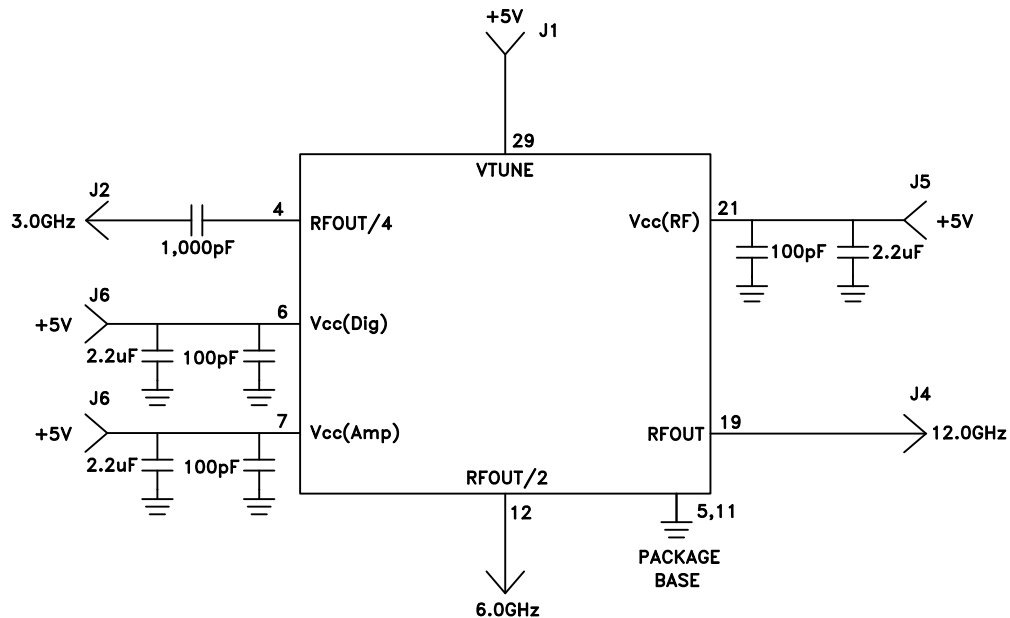 +5V
J1
29
VTUNE
J2
3.0GHz
1,000pF
4
RFOUT/4
Vcc(RF)
21
J5
+5V
100pF
2.2uF
J6
+5V
6
Vcc(Dig)
2.2uF
100pF
J6
+5V
7
Vcc(Amp)
2.2uF
100pF
J4
RFOUT
19
12.0GHz
RFOUT/2
12
5,11
PACKAGE
BASE
6.0GHz